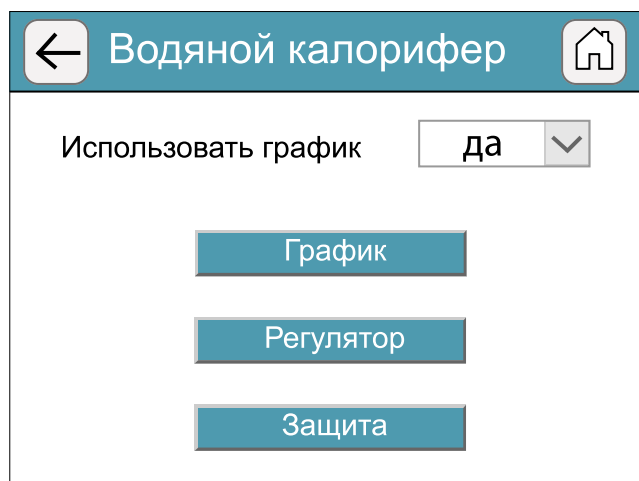 Водяной калорифер
Использовать график да
График
Регулятор
Защита